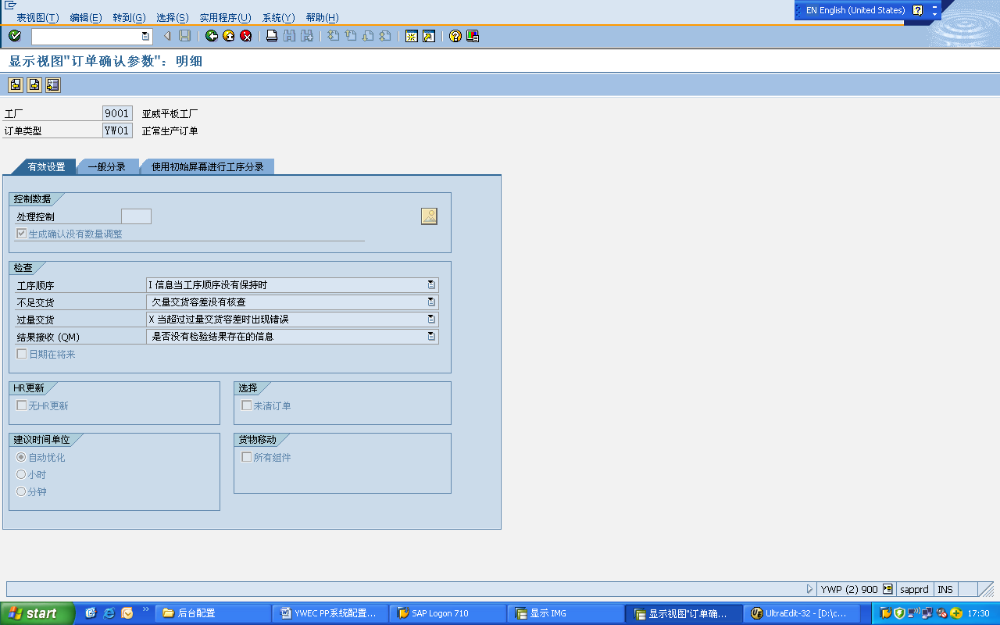 表视图(T) 编辑(E) 转到(G) 选择(S) 实用程序(U) 系统(Y) 帮助(H)
EN English (United States)
显示视图"订单确认参数": 明细
工厂 9001 亚威平板工厂
订单类型 YW01 正常生产订单
有效设置 一般分录 使用初始屏幕进行工序分录
控制数据
处理控制
生成确认没有数量调整
检查
工序顺序 I 信息当工序顺序没有保持时
不足交货 欠量交货容差没有核查
过量交货 X 当超过过量交货容差时出现错误
结果接收 (QM) 是否没有检验结果存在的信息
日期在将来
HR更新 选择
无HR更新 未清订单
建议时间单位 货物移动
自动优化 所有组件
小时
分钟
YWP (2) 900 sapprd INS
start 后台配置 YWEC PP系统配置... SAP Logon 710 显示 IMG 显示视图"订单确... UltraEdit-32 - [D:\c... 17:30